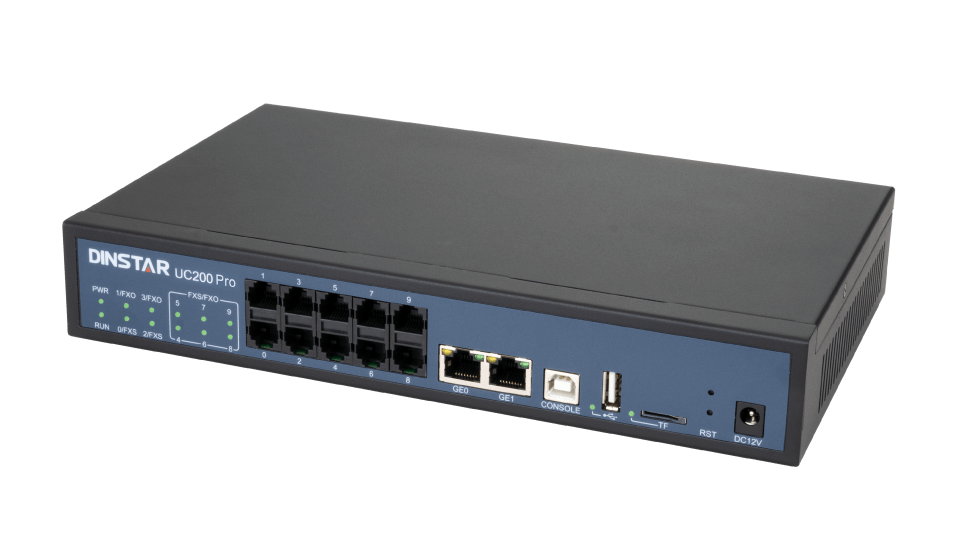 DINSTAR UC200 Pro
PWR 1/FXO 3/FXO
RUN 0/FXS 2/FXS
FXS/FXO
5 7 9
4 6 8
1 3 5 7 9
0 2 4 6 8
GE0 GE1
CONSOLE
TF
RST
DC12V